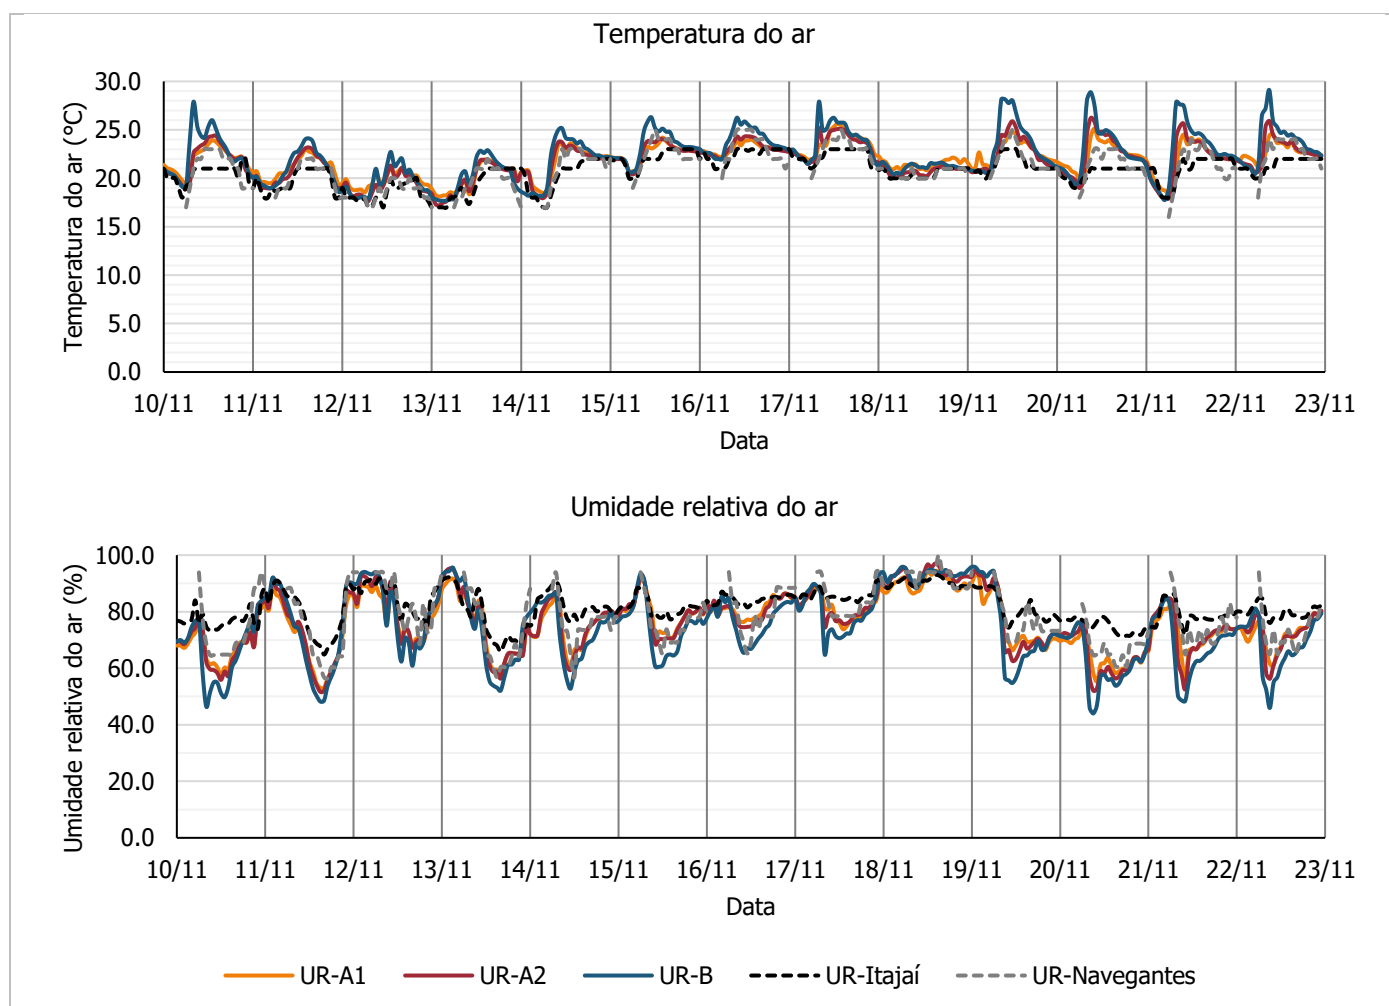 Temperatura do ar
Temperatura do ar (°C)
30.0
25.0
20.0
15.0
10.0
5.0
0.0
10/11 11/11 12/11 13/11 14/11 15/11 16/11 17/11 18/11 19/11 20/11 21/11 22/11 23/11
Data
Umidade relativa do ar
Umidade relativa do ar (%)
100.0
80.0
60.0
40.0
20.0
0.0
10/11 11/11 12/11 13/11 14/11 15/11 16/11 17/11 18/11 19/11 20/11 21/11 22/11 23/11
Data
UR-A1 UR-A2 UR-B UR-Itajaí UR-Navegantes